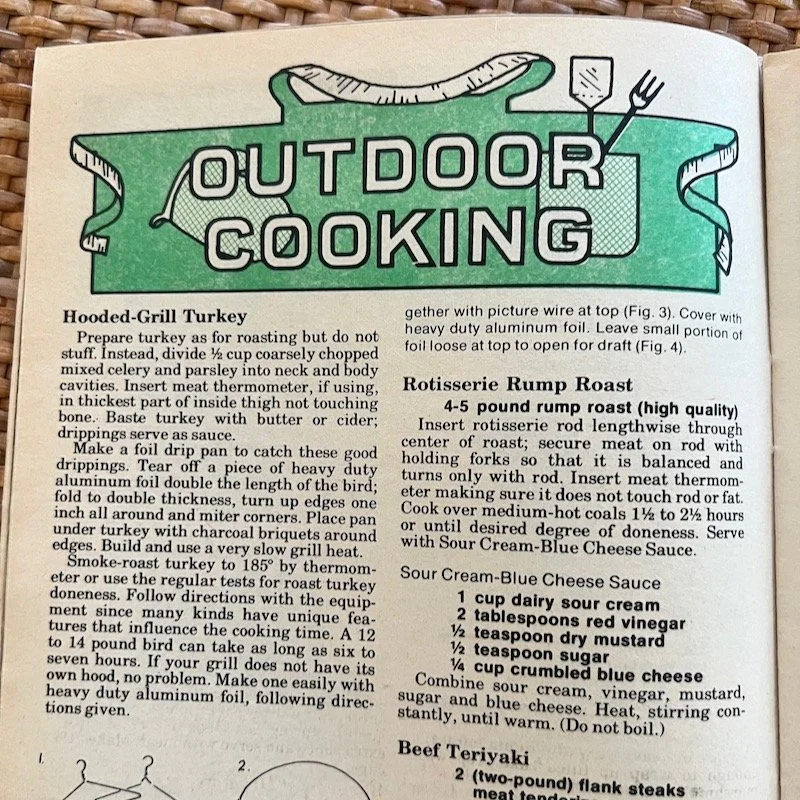 OUTDOOR
COOKING
Hooded-Grill Turkey
Prepare turkey as for roasting but do not
stuff. Instead, divide ½ cup coarsely chopped
mixed celery and parsley into neck and body
cavities. Insert meat thermometer, if using,
in thickest part of inside thigh not touching
bone. Baste turkey with butter or cider;
drippings serve as sauce.
Make a foil drip pan to catch these good
drippings. Tear off a piece of heavy duty
aluminum foil double the length of the bird;
fold to double thickness, turn up edges one
inch all around and miter corners. Place pan
under turkey with charcoal briquets around
edges. Build and use a very slow grill heat.
Smoke-roast turkey to 185° by thermom-
eter or use the regular tests for roast turkey
doneness. Follow directions with the equip-
ment since many kinds have unique fea-
tures that influence the cooking time. A 12
to 14 pound bird can take as long as six to
seven hours. If your grill does not have its
own hood, no problem. Make one easily with
heavy duty aluminum foil, following direc-
tions given.
1.
2.
gether with picture wire at top (Fig. 3). Cover with
heavy duty aluminum foil. Leave small portion of
foil loose at top to open for draft (Fig. 4).
Rotisserie Rump Roast
4-5 pound rump roast (high quality)
Insert rotisserie rod lengthwise through
center of roast; secure meat on rod with
holding forks so that it is balanced and
turns only with rod. Insert meat thermom-
eter making sure it does not touch rod or fat.
Cook over medium-hot coals 1½ to 2½ hours
or until desired degree of doneness. Serve
with Sour Cream-Blue Cheese Sauce.
Sour Cream-Blue Cheese Sauce
1 cup dairy sour cream
2 tablespoons red vinegar
½ teaspoon dry mustard
½ teaspoon sugar
¼ cup crumbled blue cheese
Combine sour cream, vinegar, mustard,
sugar and blue cheese. Heat, stirring con-
stantly, until warm. (Do not boil.)
Beef Teriyaki
2 (two-pound) flank steaks
meat